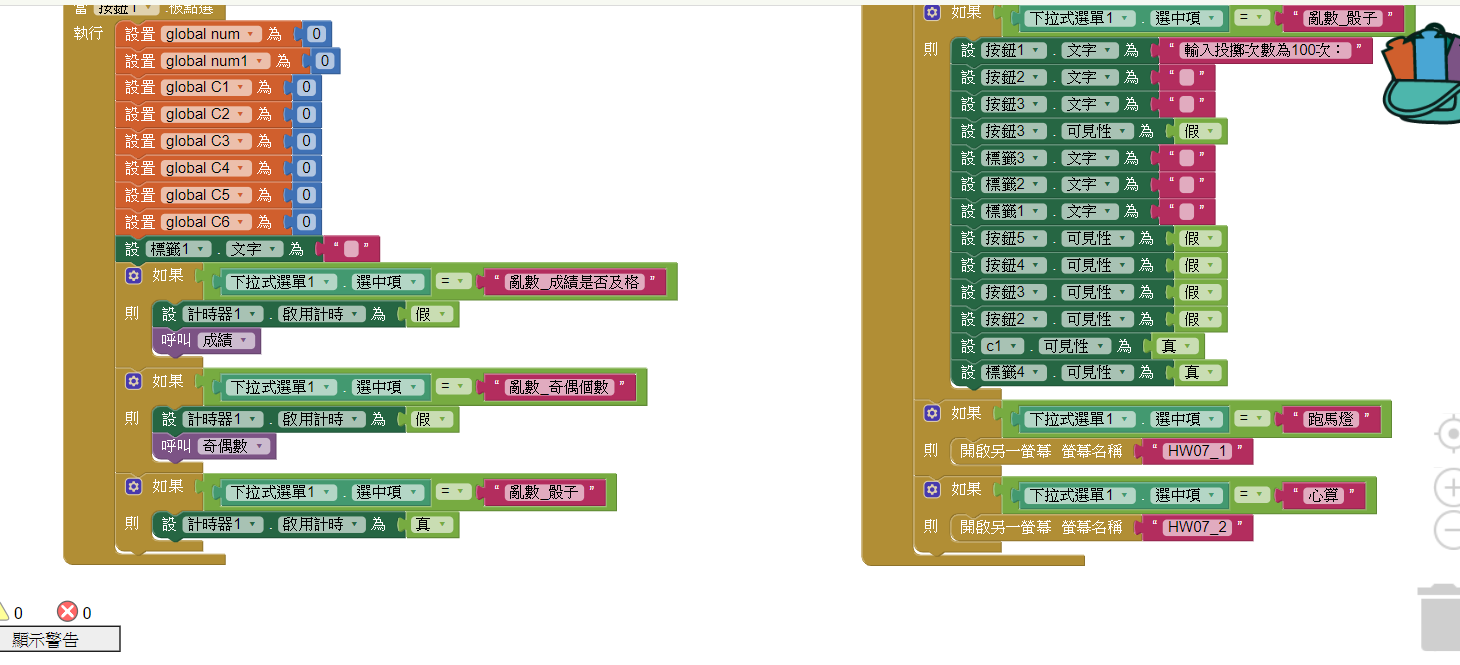 當 按鈕1 .被點選
執行 設置 global num 為 0
設置 global num1 為 0
設置 global C1 為 0
設置 global C2 為 0
設置 global C3 為 0
設置 global C4 為 0
設置 global C5 為 0
設置 global C6 為 0
設 標籤1 . 文字 為 “ ”
如果 下拉式選單1 . 選中項 = “ 亂數_成績是否及格 ”
則 設 計時器1 . 啟用計時 為 假
呼叫 成績
如果 下拉式選單1 . 選中項 = “ 亂數_奇偶個數 ”
則 設 計時器1 . 啟用計時 為 假
呼叫 奇偶數
如果 下拉式選單1 . 選中項 = “ 亂數_骰子 ”
則 設 計時器1 . 啟用計時 為 真
如果 下拉式選單1 . 選中項 = “ 亂數_骰子 ”
則 設 按鈕1 . 文字 為 “ 輸入投擲次數為100次： ”
設 按鈕2 . 文字 為 “ ”
設 按鈕3 . 文字 為 “ ”
設 按鈕3 . 可見性 為 假
設 標籤3 . 文字 為 “ ”
設 標籤2 . 文字 為 “ ”
設 標籤1 . 文字 為 “ ”
設 按鈕5 . 可見性 為 假
設 按鈕4 . 可見性 為 假
設 按鈕3 . 可見性 為 假
設 按鈕2 . 可見性 為 假
設 c1 . 可見性 為 真
設 標籤4 . 可見性 為 真
如果 下拉式選單1 . 選中項 = “ 跑馬燈 ”
則 開啟另一螢幕 螢幕名稱 “ HW07_1 ”
如果 下拉式選單1 . 選中項 = “ 心算 ”
則 開啟另一螢幕 螢幕名稱 “ HW07_2 ”
0 0
顯示警告